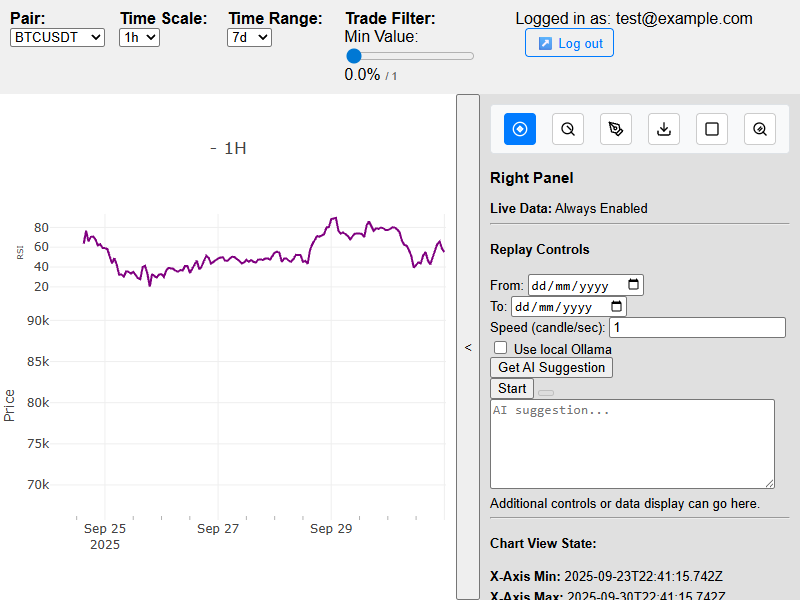 Pair: Time Scale: Time Range: Trade Filter: Logged in as: test@example.com
BTCUSDT 1h 7d Min Value: Log out
0.0% / 1
- 1H
RSI
80
60
40
20
Price
90k
85k
80k
75k
70k
Sep 25 Sep 27 Sep 29
2025
<
Right Panel
Live Data: Always Enabled
Replay Controls
From: dd/mm/yyyy
To: dd/mm/yyyy
Speed (candle/sec): 1
Use local Ollama
Get AI Suggestion
Start
AI suggestion...
Additional controls or data display can go here.
Chart View State:
X-Axis Min: 2025-09-23T22:41:15.742Z
X-Axis Max: 2025-09-30T22:41:15.742Z